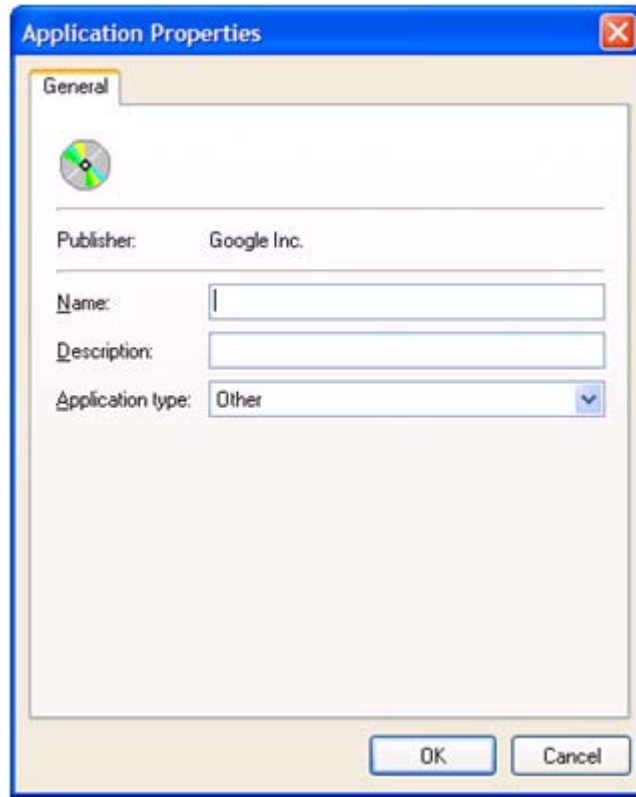 Application Properties
General
Publisher: Google Inc.
Name:
Description:
Application type: Other
OK Cancel